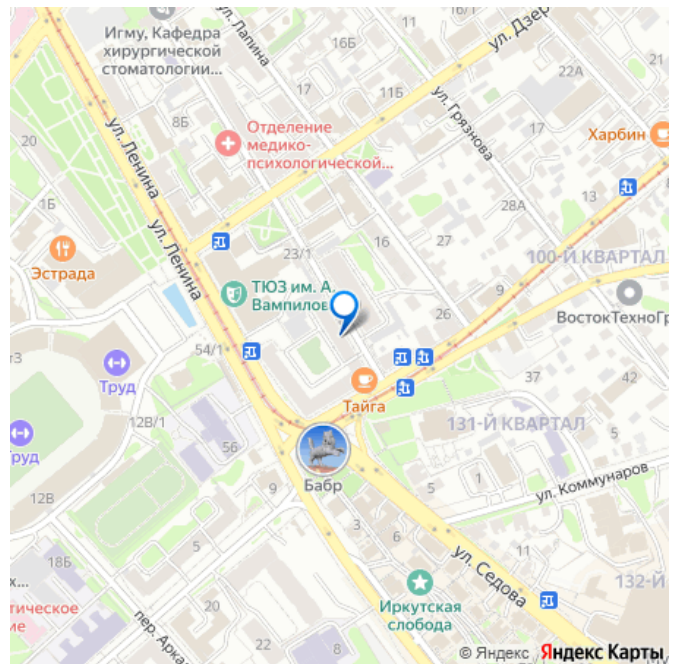 Игму, Кафедра
хирургической
стоматологии...
ул. Лапина
16Б
ул. Дзер
22А
20
ул. Ленина
8Б
17
ул. Грязнова
17
Отделение
медико-
психологической...
Харбин
1Б
ул. Ленина
28А
13
Эстрада
23/1
16
27
100-Й КВАРТАЛ
ТЮЗ им. А.
Вампилов
9
26
ВостокТехноГр
т3
54/1
Труд
37
42
Тайга
12В/1
131-Й КВАРТАЛ
руд
56
5
1
Бабр
9
ул. Коммунаров
12В
3
5
6
11
18Б
ул. Седова
132-Й
х...
Иркутская
слобода
тическое
ие
20
пер. Арка
22
8
© Яндекс Яндекс Карты